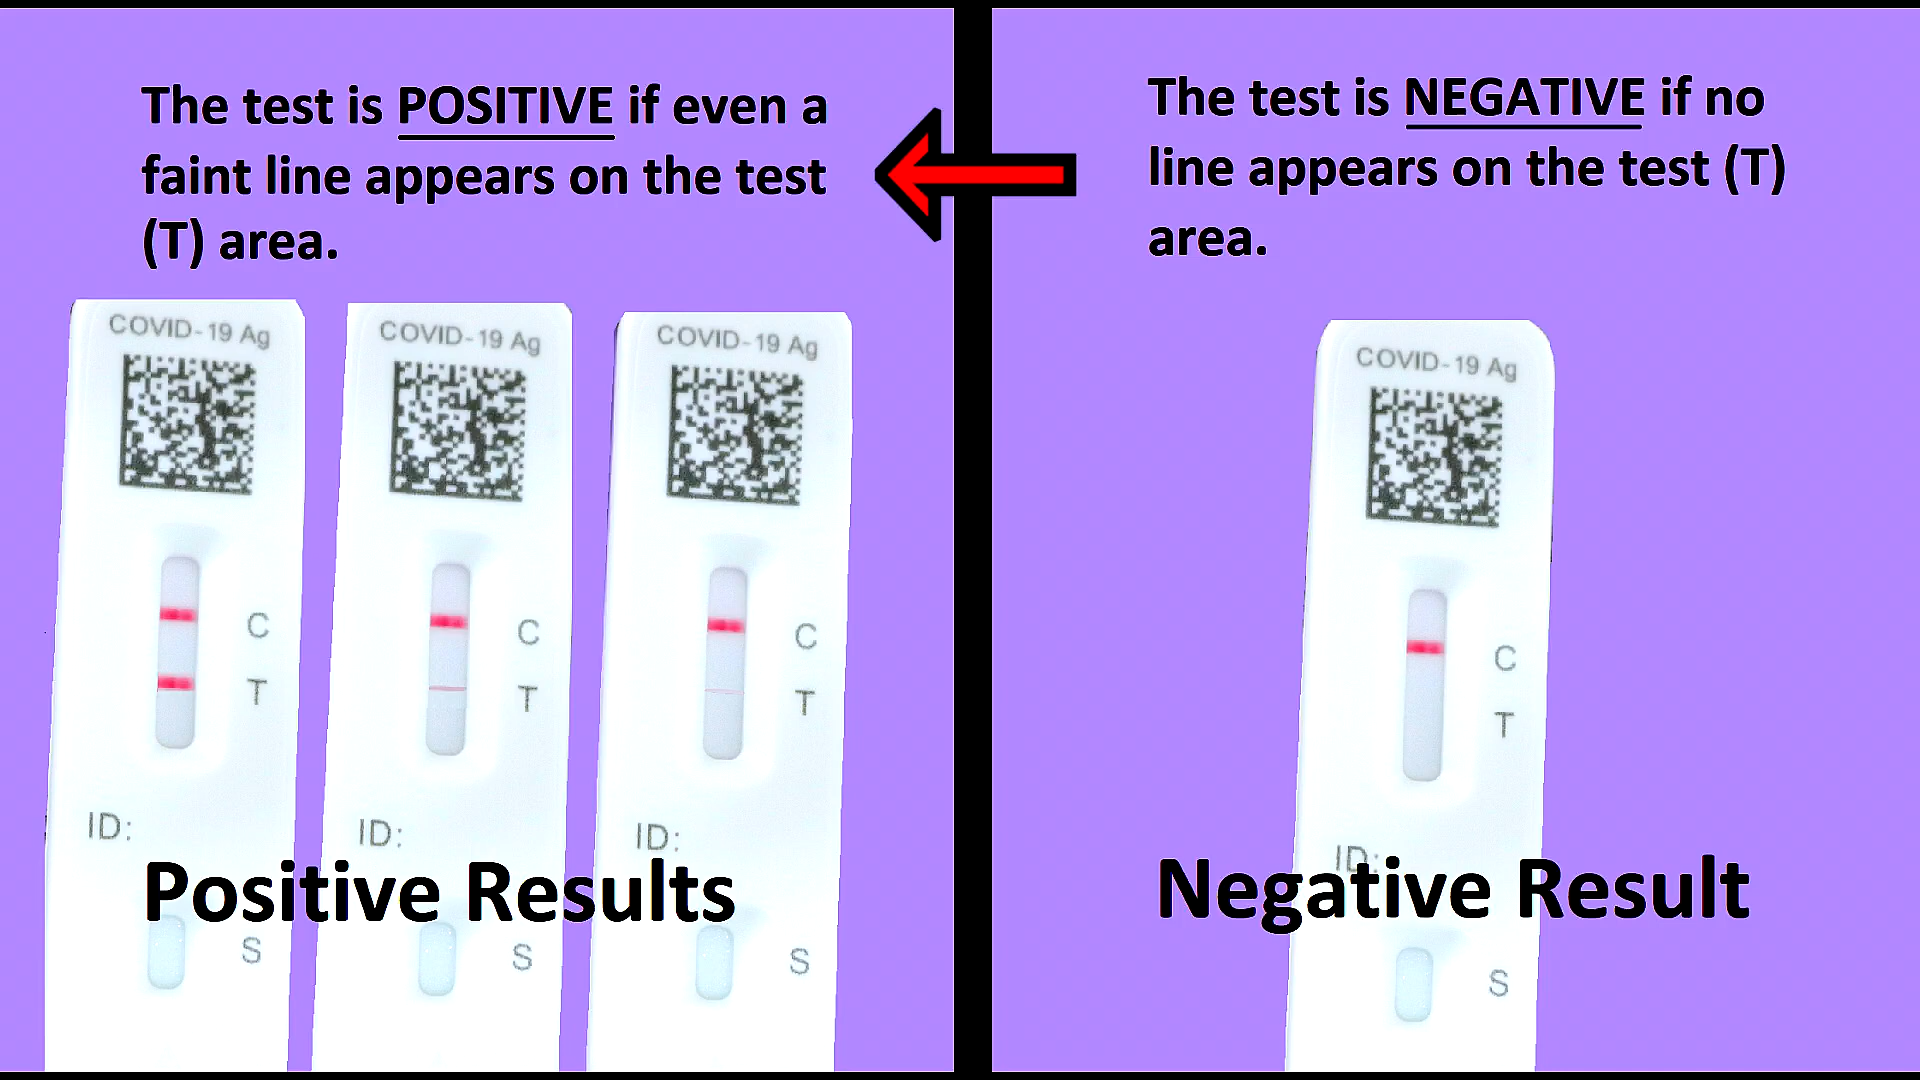 The test is POSITIVE if even a
faint line appears on the test
(T) area.
COVID-19 Ag
C
T
ID:
S
COVID-19 Ag
C
T
ID:
S
COVID-19 Ag
C
T
ID:
S
Positive Results
The test is NEGATIVE if no
line appears on the test (T)
area.
COVID-19 Ag
C
T
ID:
S
Negative Result